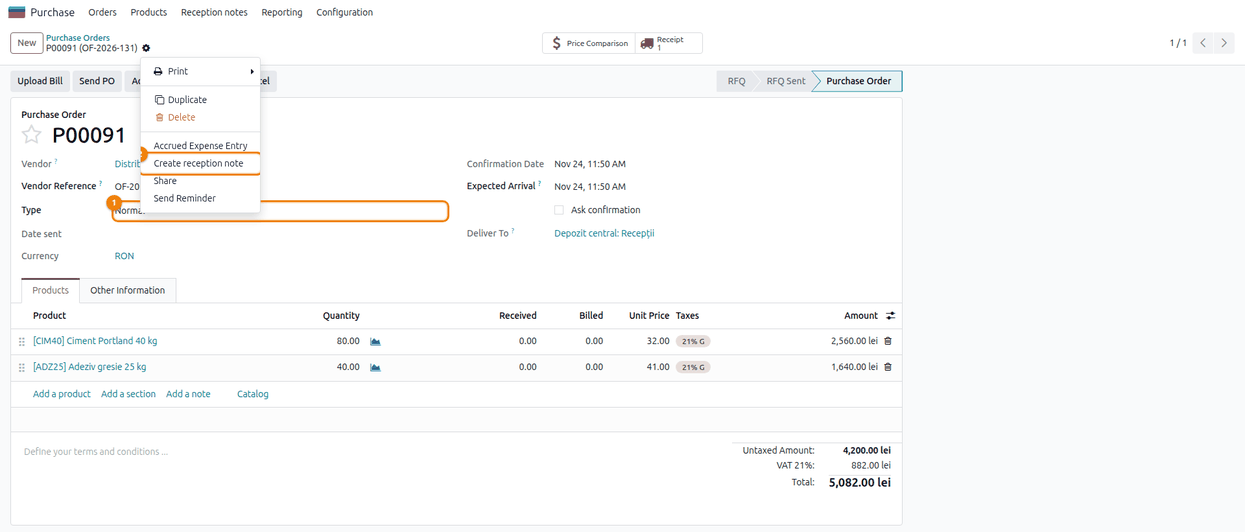 Purchase Orders Products Reception notes Reporting Configuration
New Purchase Orders
P00091 (OF-2026-131)
Price Comparison Receipt 1
1 / 1
Upload Bill Send PO
RFQ RFQ Sent Purchase Order
Print
Duplicate
Delete
Accrued Expense Entry
Create reception note
Share
Send Reminder
Purchase Order
P00091
Vendor ?
Confirmation Date Nov 24, 11:50 AM
Vendor Reference ? OF-20
Expected Arrival ? Nov 24, 11:50 AM
1
Type Normal
Ask confirmation
Date sent
Deliver To ? Depozit central: Recepții
Currency RON
Products Other Information
Product Quantity Received Billed Unit Price Taxes Amount
[CIM40] Ciment Portland 40 kg 80.00 0.00 0.00 32.00 21% G 2,560.00 lei
[ADZ25] Adeziv gresie 25 kg 40.00 0.00 0.00 41.00 21% G 1,640.00 lei
Add a product Add a section Add a note Catalog
Define your terms and conditions ...
Untaxed Amount: 4,200.00 lei
VAT 21%: 882.00 lei
Total: 5,082.00 lei